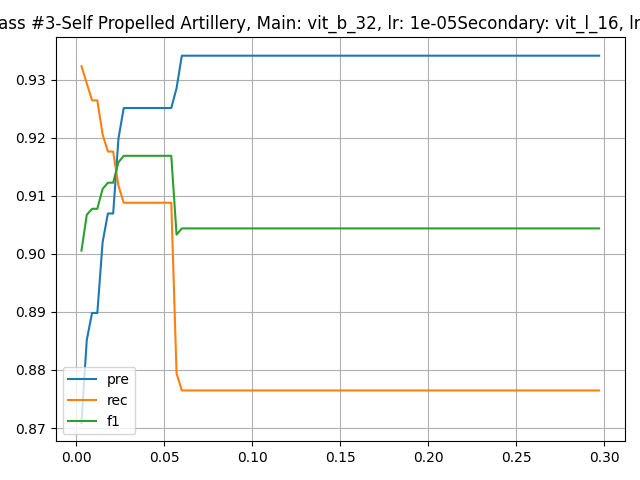 ass #3-Self Propelled Artillery, Main: vit_b_32, lr: 1e-05Secondary: vit_l_16, lr
0.93
0.92
0.91
0.90
0.89
0.88
0.87
pre
rec
f1
0.00 0.05 0.10 0.15 0.20 0.25 0.30